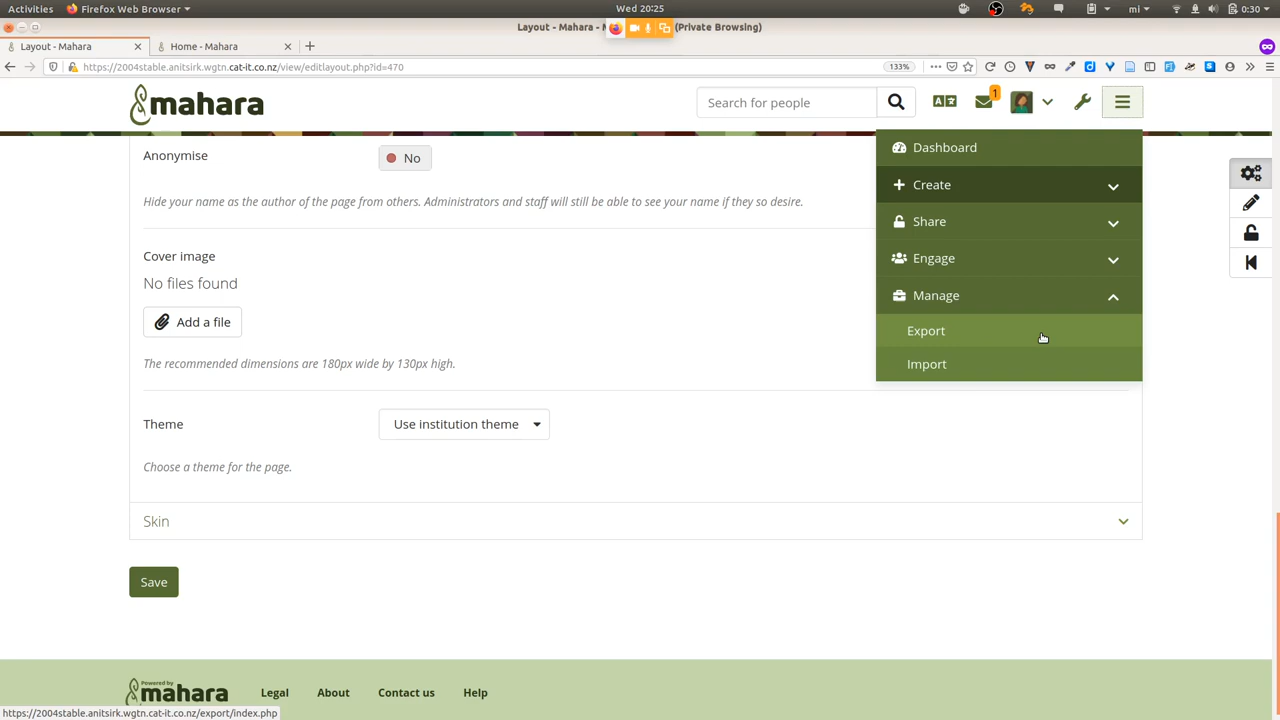 Activities
Firefox Web Browser
Wed 20:25
mi
0:30
Layout - Mahara - M
(Private Browsing)
Layout - Mahara
Home - Mahara
https://2004stable.anitsirk.wgtn.cat-it.co.nz/view/editlayout.php?id=470
133%
mahara
Search for people
1
Dashboard
Create
Share
Engage
Manage
Export
Import
Anonymise
No
Hide your name as the author of the page from others. Administrators and staff will still be able to see your name if they so desire.
Cover image
No files found
Add a file
The recommended dimensions are 180px wide by 130px high.
Theme
Use institution theme
Choose a theme for the page.
Skin
Save
Powered by
mahara
Legal
About
Contact us
Help
https://2004stable.anitsirk.wgtn.cat-it.co.nz/export/index.php